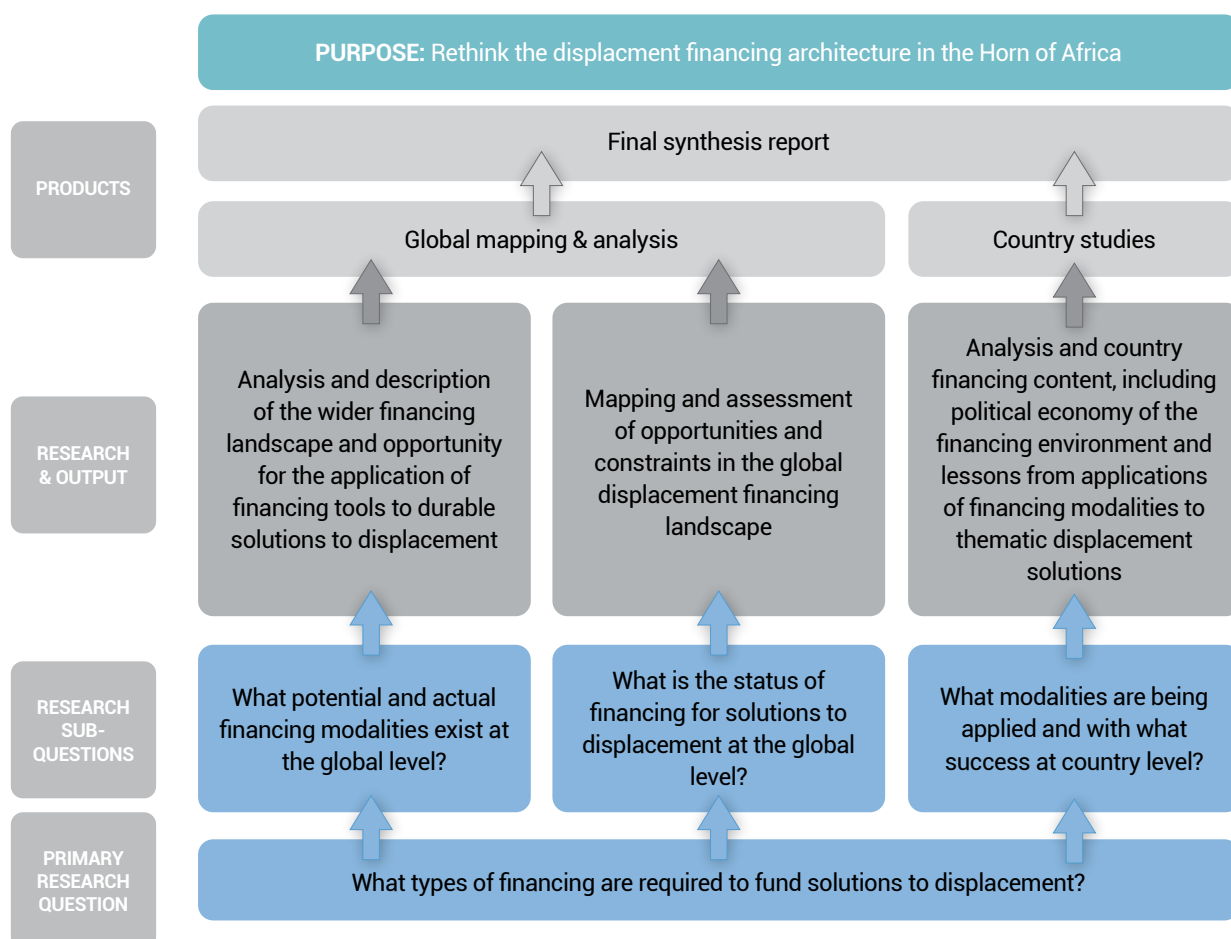 PURPOSE: Rethink the displacment financing architecture in the Horn of Africa
PRODUCTS
Final synthesis report
Global mapping & analysis
Country studies
RESEARCH
& OUTPUT
Analysis and description
of the wider financing
landscape and opportunity
for the application of
financing tools to durable
solutions to displacement
Mapping and assessment
of opportunities and
constraints in the global
displacement financing
landscape
Analysis and country
financing content, including
political economy of the
financing environment and
lessons from applications
of financing modalities to
thematic displacement
solutions
RESEARCH
SUB-
QUESTIONS
What potential and actual
financing modalities exist at
the global level?
What is the status of
financing for solutions to
displacement at the global
level?
What modalities are being
applied and with what
success at country level?
PRIMARY
RESEARCH
QUESTION
What types of financing are required to fund solutions to displacement?